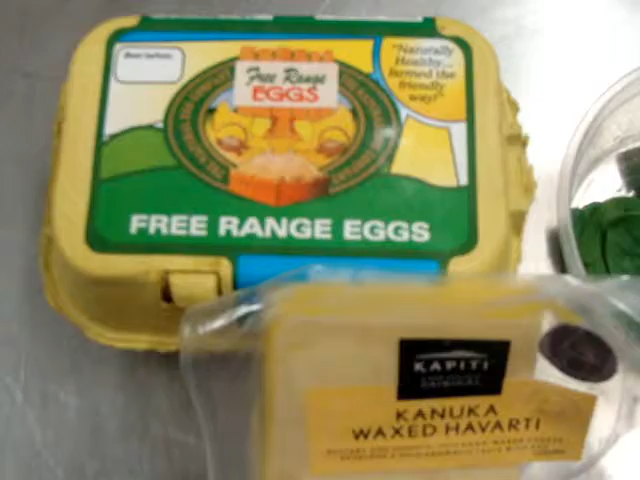 Best before:
"Naturally
Healthy...
farmed the
friendly
way!"
Free Range
EGGS
FREE RANGE EGGS
KAPITI
KANUKA
WAXED HAVARTI